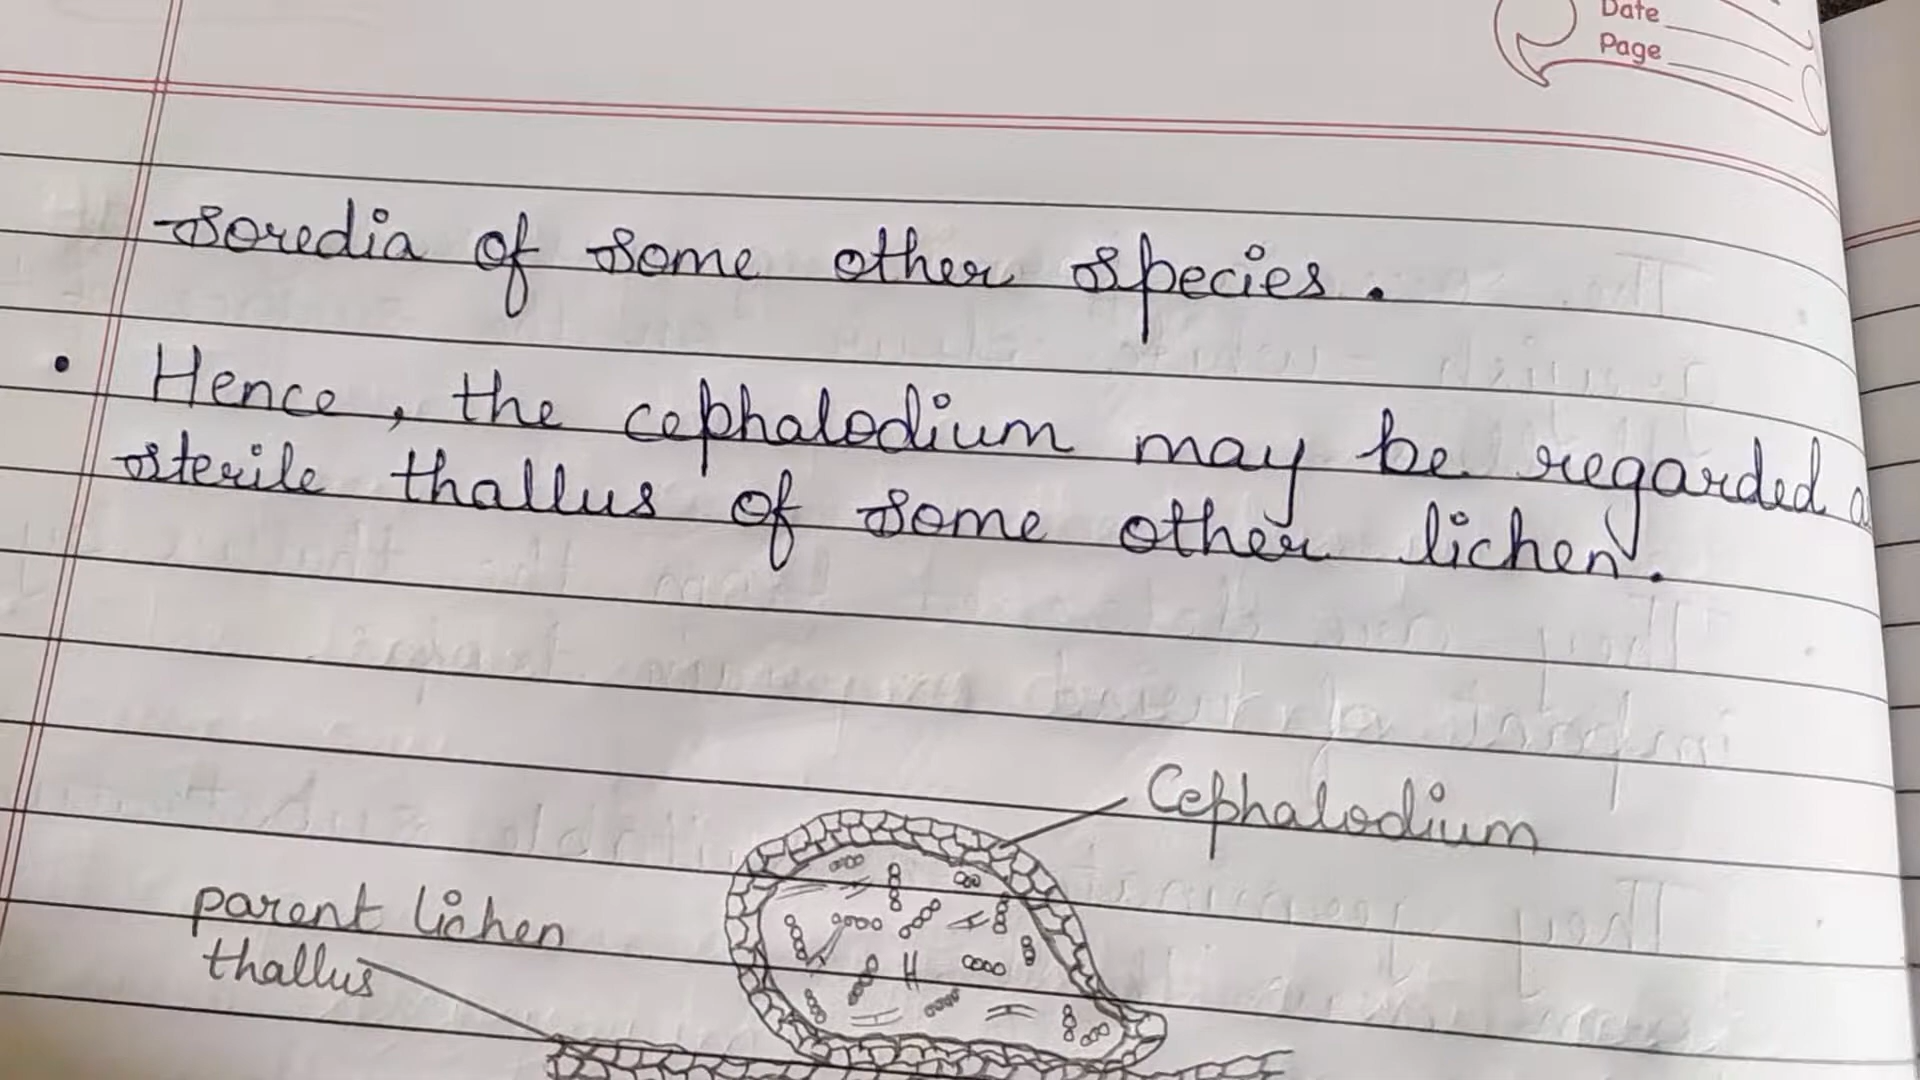 Date
Page
soredia of some other species.
• Hence, the cephalodium may be regarded
sterile thallus of some other lichen.
Cephalodium
parent lichen
thallus